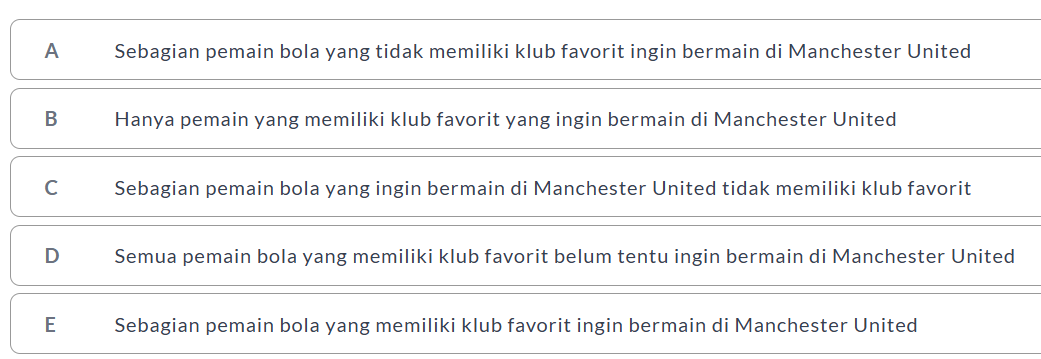 A Sebagian pemain bola yang tidak memiliki klub favorit ingin bermain di Manchester United
B Hanya pemain yang memiliki klub favorit yang ingin bermain di Manchester United
C Sebagian pemain bola yang ingin bermain di Manchester United tidak memiliki klub favorit
D Semua pemain bola yang memiliki klub favorit belum tentu ingin bermain di Manchester United
E Sebagian pemain bola yang memiliki klub favorit ingin bermain di Manchester United